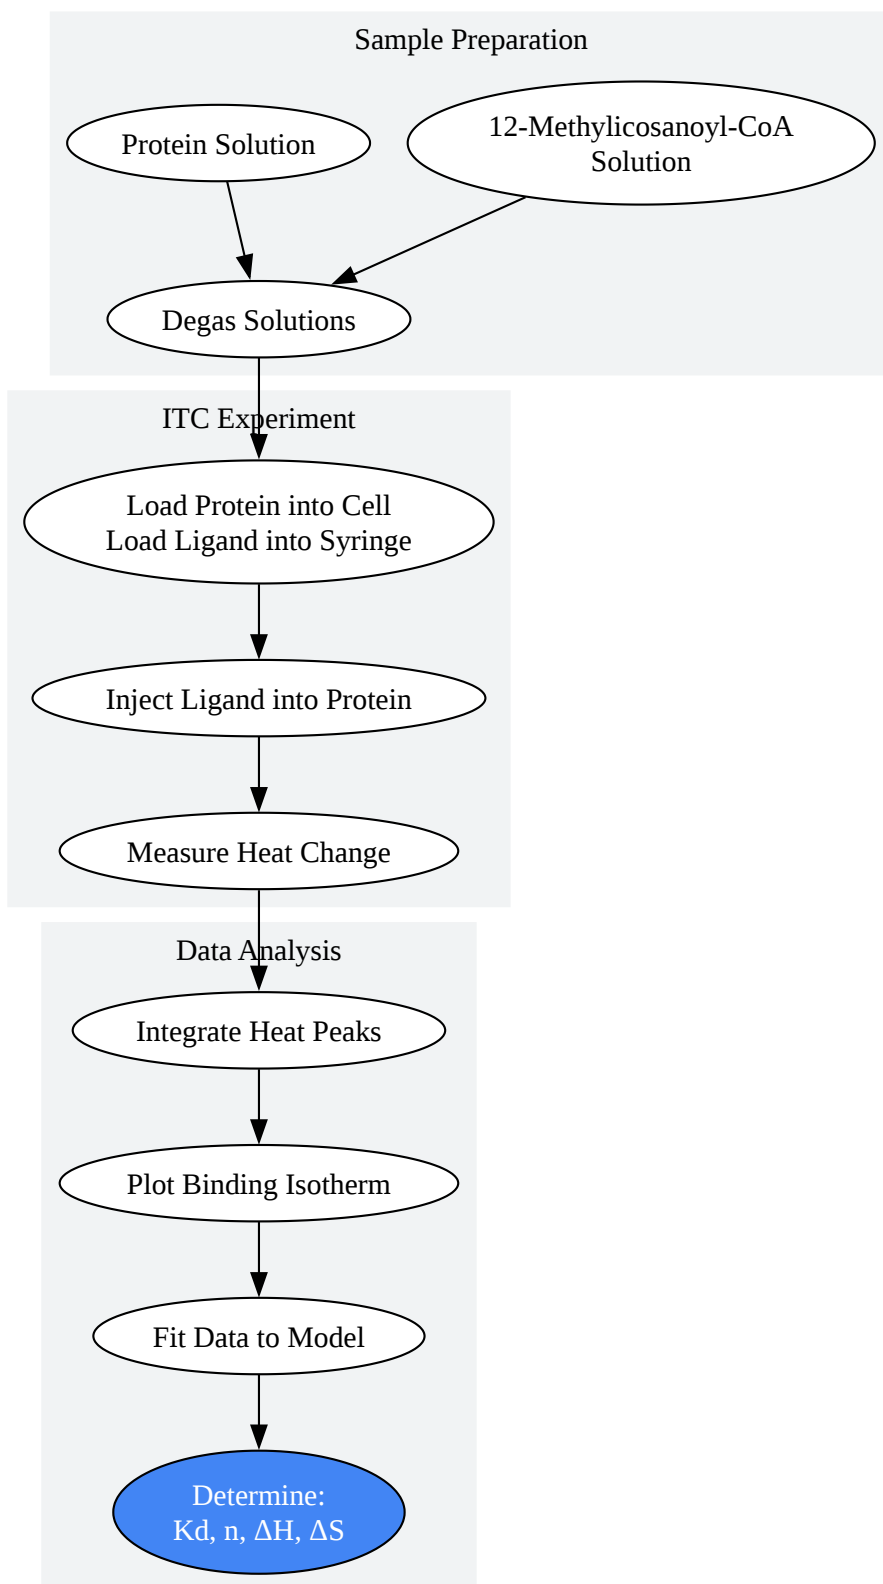 Sample Preparation
Protein Solution
12-Methylicosanoyl-CoA
Solution
Degas Solutions
ITC Experiment
Load Protein into Cell
Load Ligand into Syringe
Inject Ligand into Protein
Measure Heat Change
Data Analysis
Integrate Heat Peaks
Plot Binding Isotherm
Fit Data to Model
Determine:
Kd, n, ΔH, ΔS